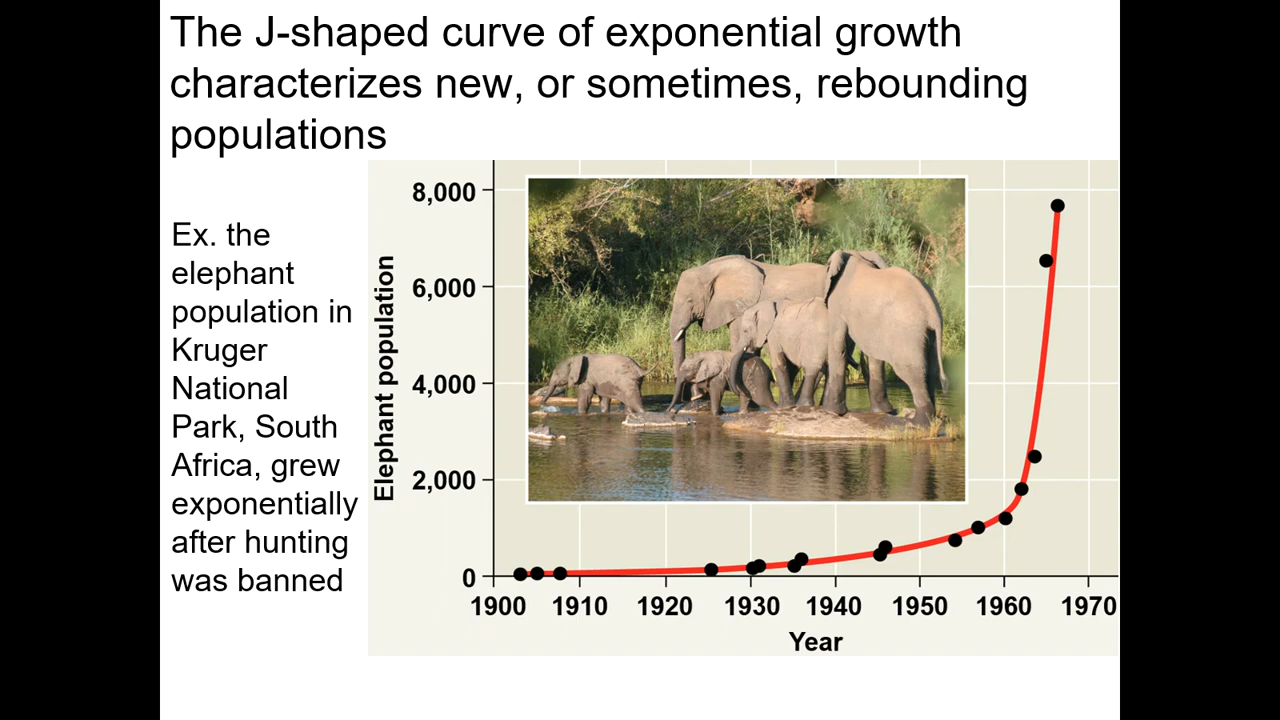 The J-shaped curve of exponential growth
characterizes new, or sometimes, rebounding
populations
Ex. the
elephant
population in
Kruger
National
Park, South
Africa, grew
exponentially
after hunting
was banned
Elephant population
8,000
6,000
4,000
2,000
0
1900 1910 1920 1930 1940 1950 1960 1970
Year